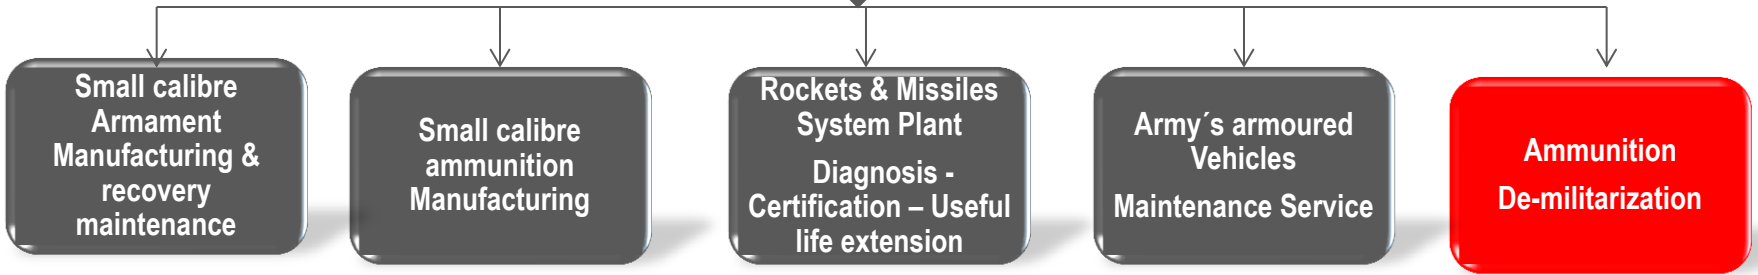 Small calibre
Armament
Manufacturing &
recovery
maintenance
Small calibre
ammunition
Manufacturing
Rockets & Missiles
System Plant
Diagnosis -
Certification – Useful
life extension
Army´s armoured
Vehicles
Maintenance Service
Ammunition
De-militarization